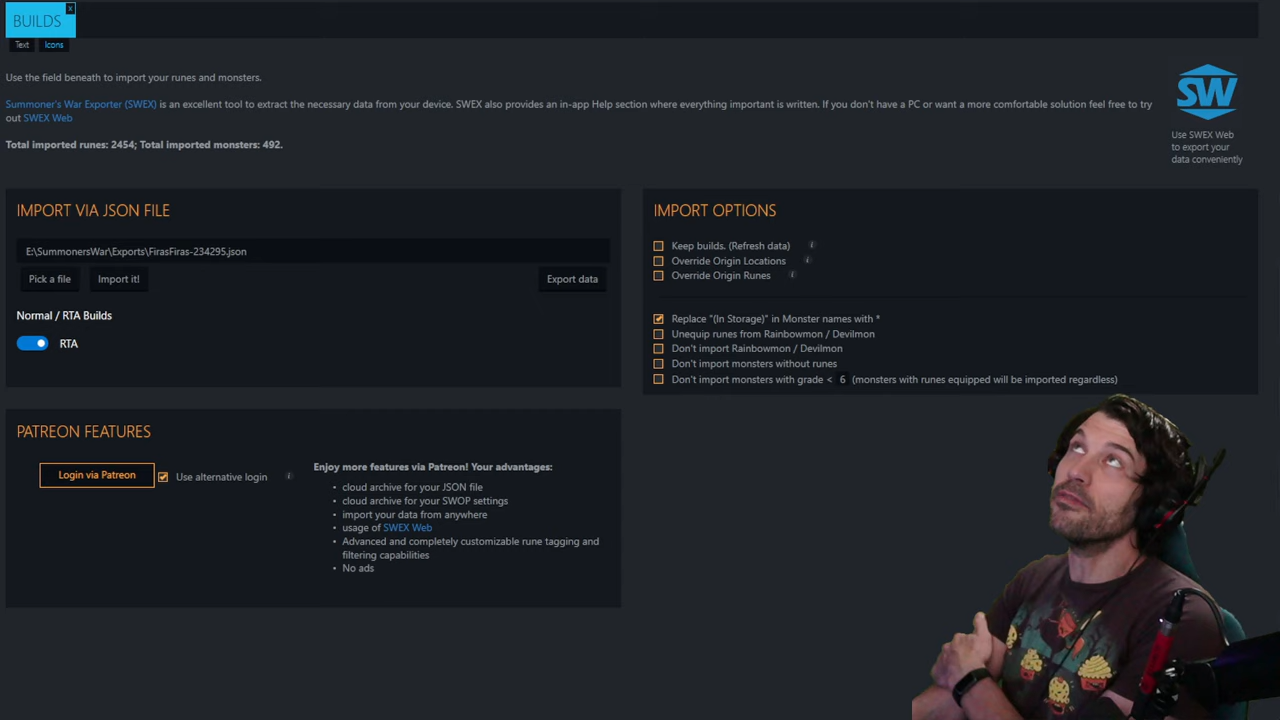 BUILDS x
Text Icons
Use the field beneath to import your runes and monsters.
Summoner's War Exporter (SWEX) is an excellent tool to extract the necessary data from your device. SWEX also provides an in-app Help section where everything important is written. If you don't have a PC or want a more comfortable solution feel free to try
out SWEX Web
Total imported runes: 2454; Total imported monsters: 492.
SW
Use SWEX Web
to export your
data conveniently
IMPORT VIA JSON FILE
E:\SummonersWar\Exports\FirasFiras-234295.json
Pick a file Import it! Export data
Normal / RTA Builds
RTA
IMPORT OPTIONS
Keep builds. (Refresh data) i
Override Origin Locations i
Override Origin Runes i
Replace "(In Storage)" in Monster names with *
Unequip runes from Rainbowmon / Devilmon
Don't import Rainbowmon / Devilmon
Don't import monsters without runes
Don't import monsters with grade < 6 (monsters with runes equipped will be imported regardless)
PATREON FEATURES
Login via Patreon Use alternative login i
Enjoy more features via Patreon! Your advantages:
• cloud archive for your JSON file
• cloud archive for your SWOP settings
• import your data from anywhere
• usage of SWEX Web
• Advanced and completely customizable rune tagging and
filtering capabilities
• No ads